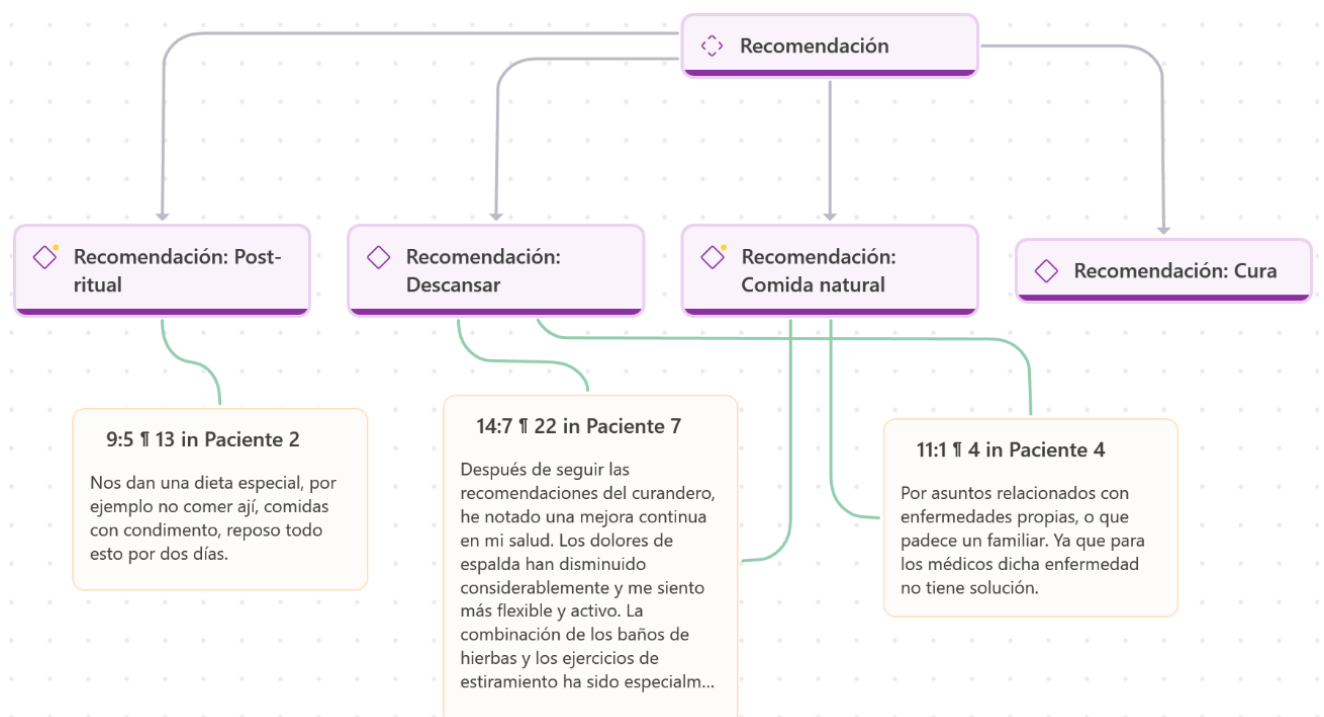 Recomendación
Recomendación: Post-
ritual
Recomendación:
Descansar
Recomendación:
Comida natural
Recomendación: Cura
9:5 ¶ 13 in Paciente 2
Nos dan una dieta especial, por
ejemplo no comer ají, comidas
con condimento, reposo todo
esto por dos días.
14:7 ¶ 22 in Paciente 7
Después de seguir las
recomendaciones del curandero,
he notado una mejora continua
en mi salud. Los dolores de
espalda han disminuido
considerablemente y me siento
más flexible y activo. La
combinación de los baños de
hierbas y los ejercicios de
estiramiento ha sido especialm...
11:1 ¶ 4 in Paciente 4
Por asuntos relacionados con
enfermedades propias, o que
padece un familiar. Ya que para
los médicos dicha enfermedad
no tiene solución.